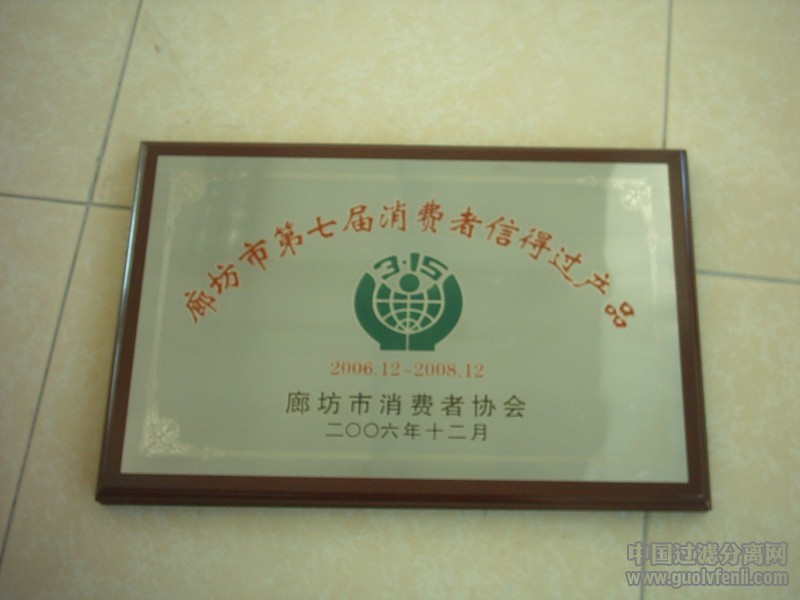 廊坊市第七届消费者信得过产品
3·15
2006.12-2008.12
廊坊市消费者协会
二〇〇六年十二月
中国过滤分离网
www.guolvfenli.com